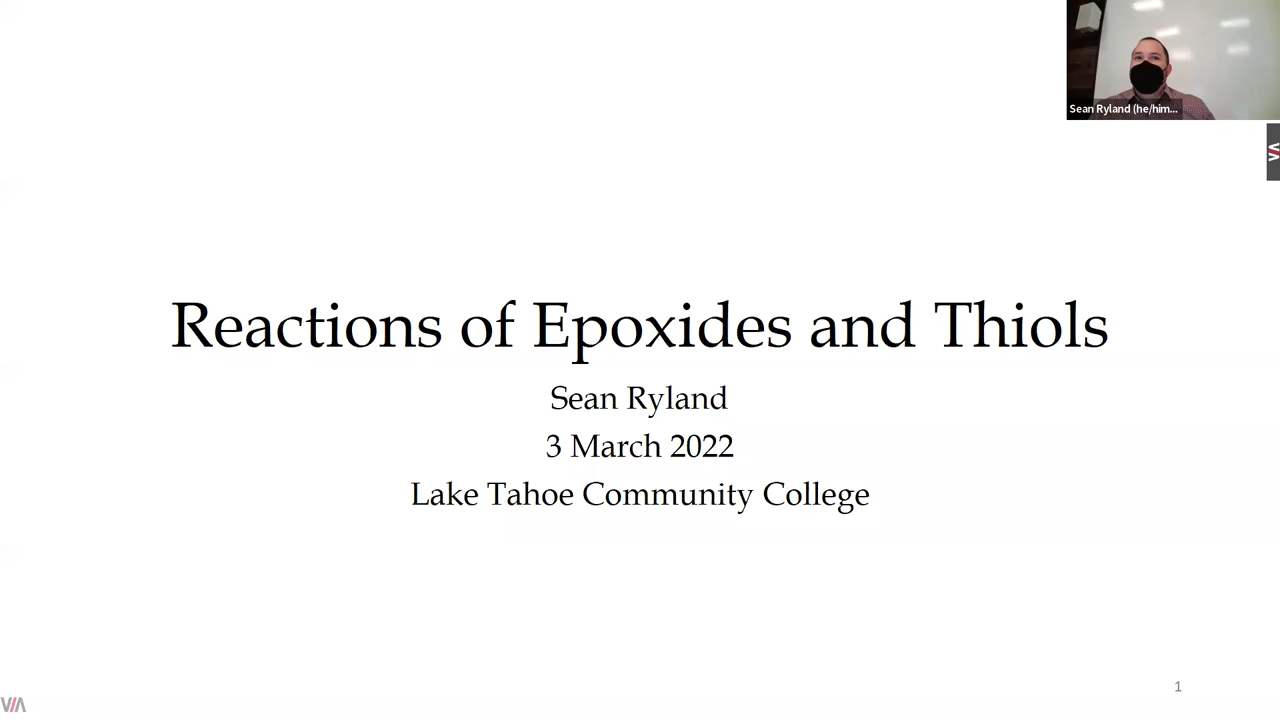 Sean Ryland (he/him...
Reactions of Epoxides and Thiols
Sean Ryland
3 March 2022
Lake Tahoe Community College
1
VIA